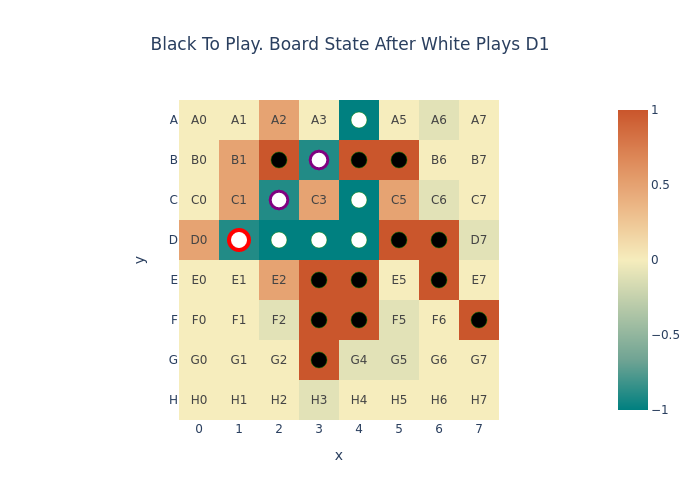 Black To Play. Board State After White Plays D1
A A0 A1 A2 A3 A5 A6 A7
B B0 B1 B6 B7
C C0 C1 C3 C5 C6 C7
D D0 D7
E E0 E1 E2 E5 E7
F F0 F1 F2 F5 F6
G G0 G1 G2 G4 G5 G6 G7
H H0 H1 H2 H3 H4 H5 H6 H7
0 1 2 3 4 5 6 7
x
y
1
0.5
0
−0.5
−1